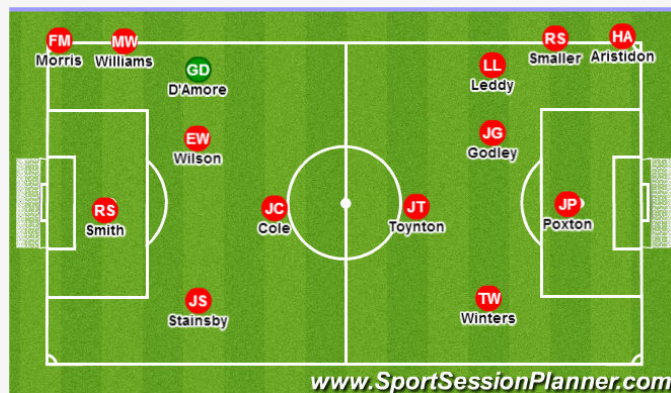 FM
Morris
MW
Williams
GD
D'Amore
EW
Wilson
RS
Smith
JC
Cole
JS
Stainsby
RS
Smaller
HA
Aristidon
LL
Leddy
JG
Godley
JT
Toynton
JP
Poxton
TW
Winters
www.SportSessionPlanner.com